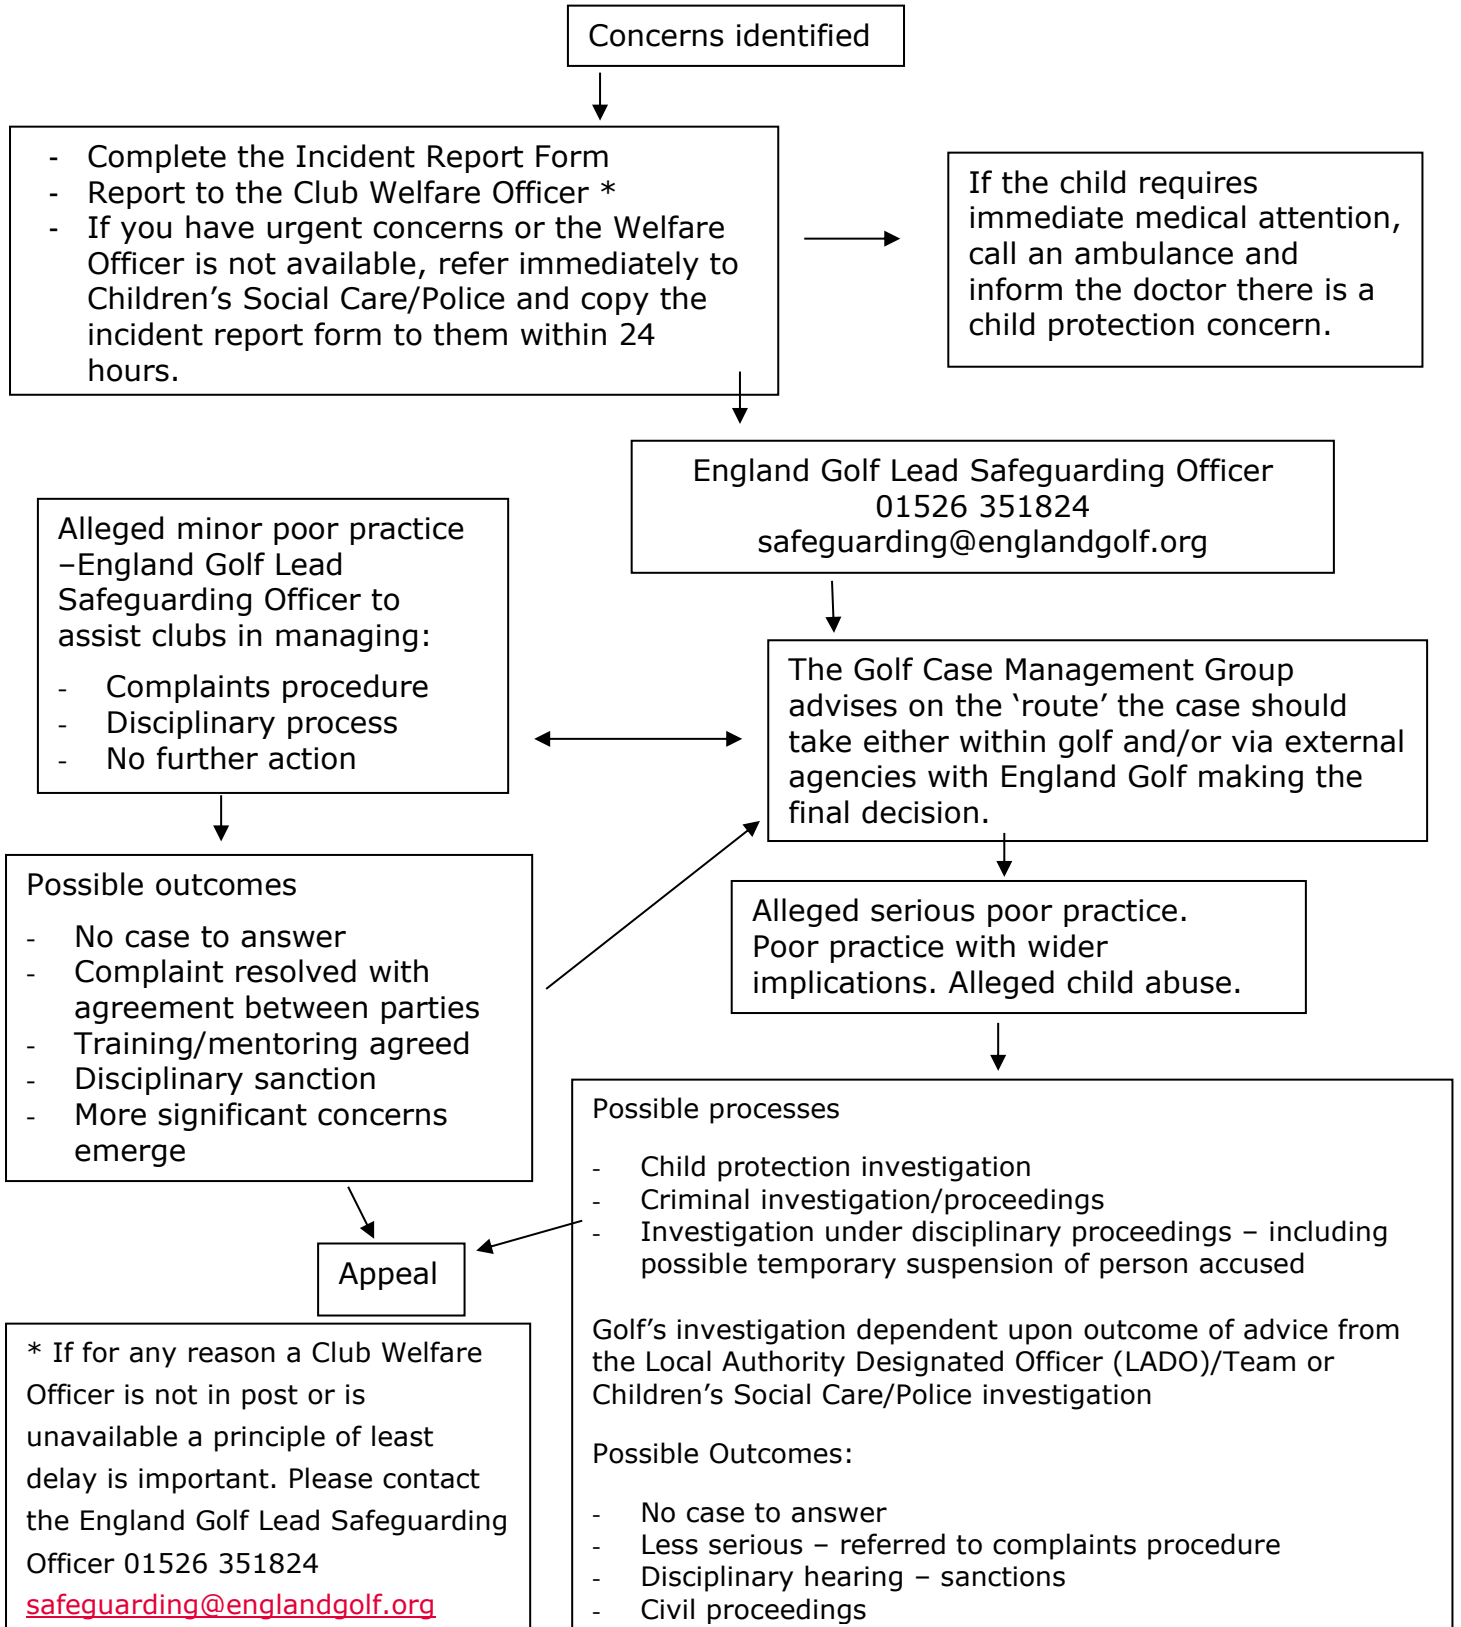 Concerns identified
- Complete the Incident Report Form
- Report to the Club Welfare Officer *
- If you have urgent concerns or the Welfare
Officer is not available, refer immediately to
Children’s Social Care/Police and copy the
incident report form to them within 24
hours.
If the child requires
immediate medical attention,
call an ambulance and
inform the doctor there is a
child protection concern.
England Golf Lead Safeguarding Officer
01526 351824
safeguarding@englandgolf.org
Alleged minor poor practice
–England Golf Lead
Safeguarding Officer to
assist clubs in managing:
- Complaints procedure
- Disciplinary process
- No further action
The Golf Case Management Group
advises on the ‘route’ the case should
take either within golf and/or via external
agencies with England Golf making the
final decision.
Possible outcomes
- No case to answer
- Complaint resolved with
agreement between parties
- Training/mentoring agreed
- Disciplinary sanction
- More significant concerns
emerge
Alleged serious poor practice.
Poor practice with wider
implications. Alleged child abuse.
Possible processes
- Child protection investigation
- Criminal investigation/proceedings
- Investigation under disciplinary proceedings – including
possible temporary suspension of person accused
Golf’s investigation dependent upon outcome of advice from
the Local Authority Designated Officer (LADO)/Team or
Children’s Social Care/Police investigation
Possible Outcomes:
- No case to answer
- Less serious – referred to complaints procedure
- Disciplinary hearing – sanctions
- Civil proceedings
Appeal
* If for any reason a Club Welfare
Officer is not in post or is
unavailable a principle of least
delay is important. Please contact
the England Golf Lead Safeguarding
Officer 01526 351824
safeguarding@englandgolf.org